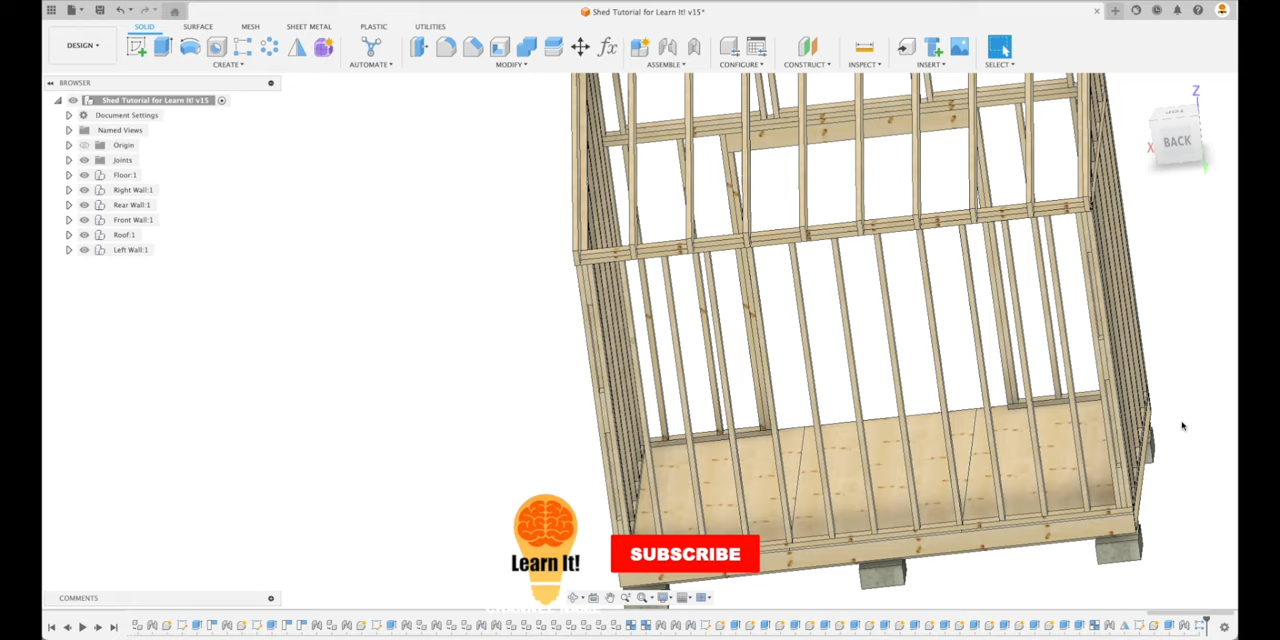 Shed Tutorial for Learn It! v15*
SOLID SURFACE MESH SHEET METAL PLASTIC UTILITIES
DESIGN
CREATE AUTOMATE MODIFY ASSEMBLE CONFIGURE CONSTRUCT INSPECT INSERT SELECT
BROWSER
Shed Tutorial for Learn It! v15
Document Settings
Named Views
Origin
Joints
Floor:1
Right Wall:1
Rear Wall:1
Front Wall:1
Roof:1
Left Wall:1
Z
TOP
X
BACK
Y
Learn It!
SUBSCRIBE
COMMENTS